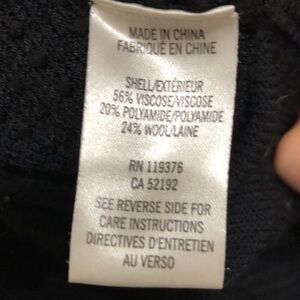 MADE IN CHINA
FABRIQUÉ EN CHINE
SHELL/EXTÉRIEUR
56% VISCOSE/VISCOSE
20% POLYAMIDE/POLYAMIDE
24% WOOL/LAINE
RN 119376
CA 52192
SEE REVERSE SIDE FOR
CARE INSTRUCTIONS
DIRECTIVES D'ENTRETIEN
AU VERSO